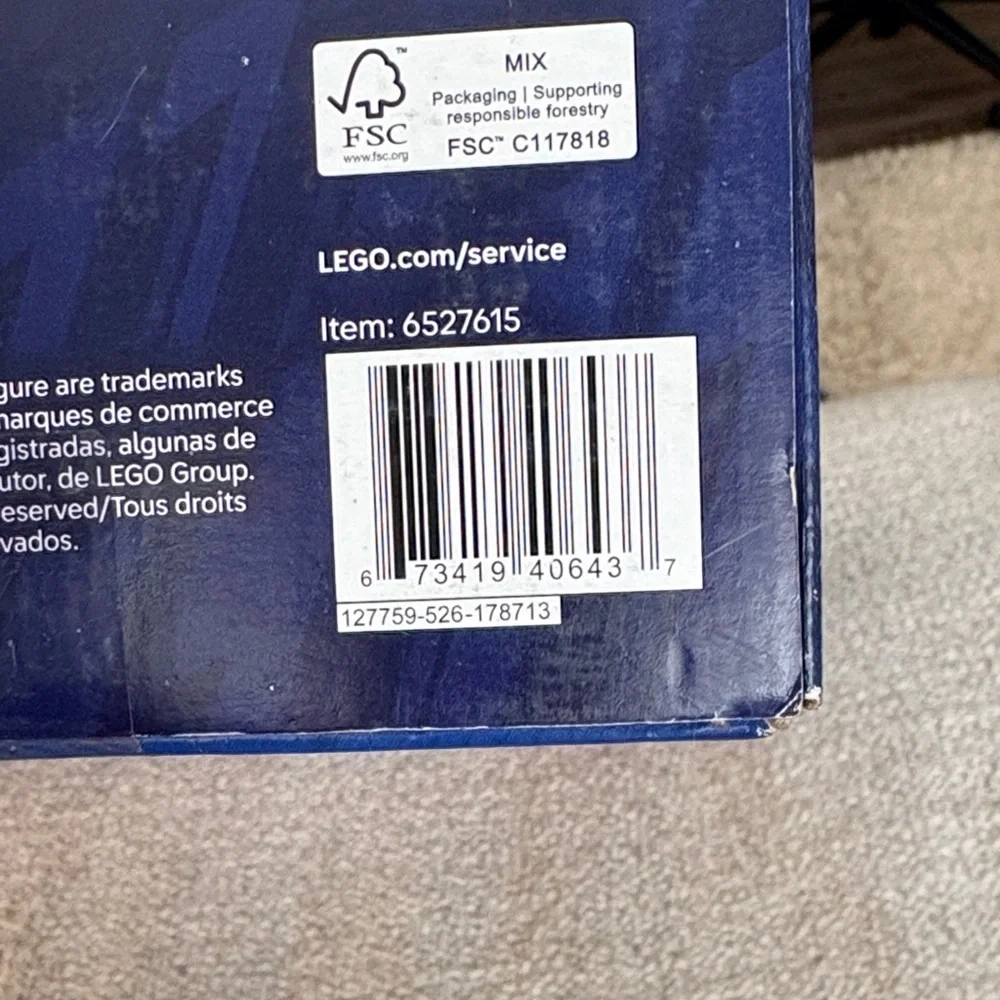 MIX
Packaging | Supporting
responsible forestry
FSC™ C117818
™
FSC
www.fsc.org
LEGO.com/service
Item: 6527615
gure are trademarks
marques de commerce
gistradas, algunas de
utor, de LEGO Group.
eserved/Tous droits
vados.
6 73419 40643 7
127759-526-178713